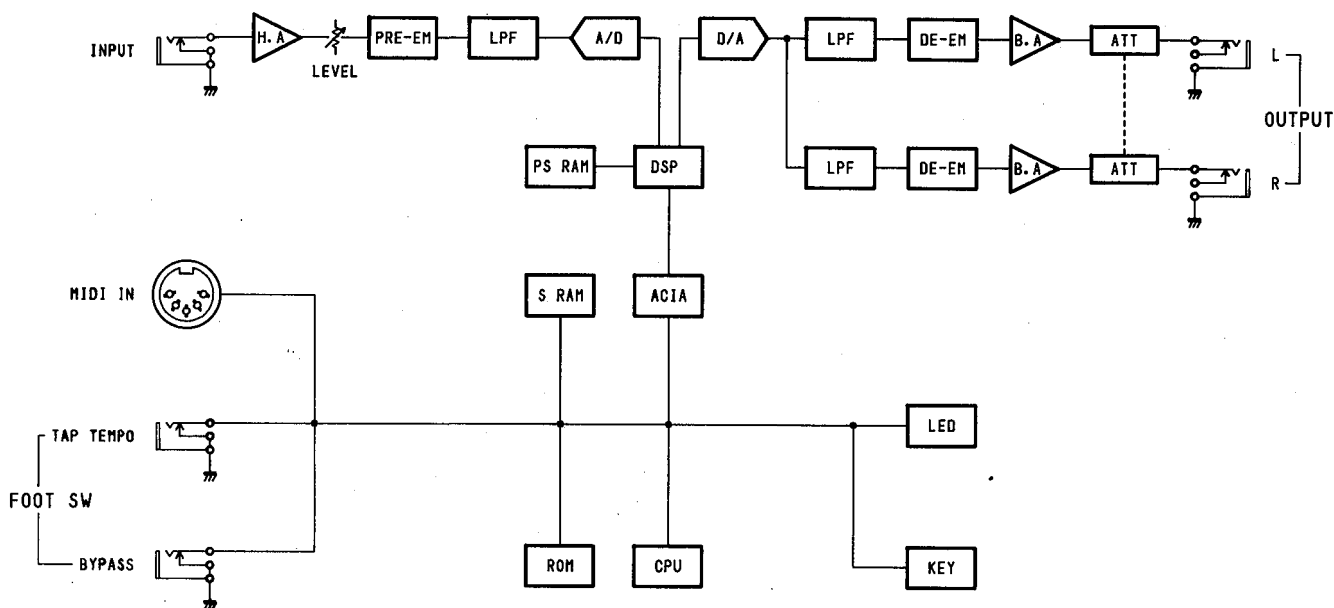 INPUT
H.A
LEVEL
PRE-EM
LPF
A/D
D/A
LPF
DE-EM
B.A
ATT
L
OUTPUT
PS RAM
DSP
LPF
DE-EM
B.A
ATT
R
MIDI IN
S RAM
ACIA
TAP TEMPO
LED
FOOT SW
BYPASS
ROM
CPU
KEY